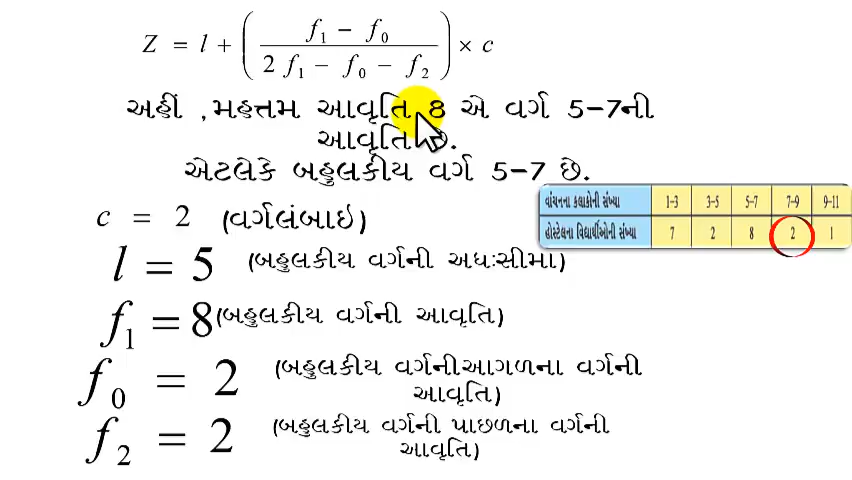 Z = l + ( f₁ − f₀ / 2 f₁ − f₀ − f₂ ) × c
અહીં ,મહત્તમ આવૃતિ 8 એ વર્ગ 5-7ની
આવૃતિ છે.
એટલેકે બહુલકીય વર્ગ 5-7 છે.
c = 2 (વર્ગલંબાઇ)
વાંચનના કલાકોની સંખ્યા 1-3 3-5 5-7 7-9 9-11
હોસ્ટેલના વિદ્યાર્થીઓની સંખ્યા 7 2 8 2 1
l = 5 (બહુલકીય વર્ગની અધઃસીમા)
f₁ = 8 (બહુલકીય વર્ગની આવૃતિ)
f₀ = 2 (બહુલકીય વર્ગનીઆગળના વર્ગની
આવૃતિ)
f₂ = 2 (બહુલકીય વર્ગની પાછળના વર્ગની
આવૃતિ)